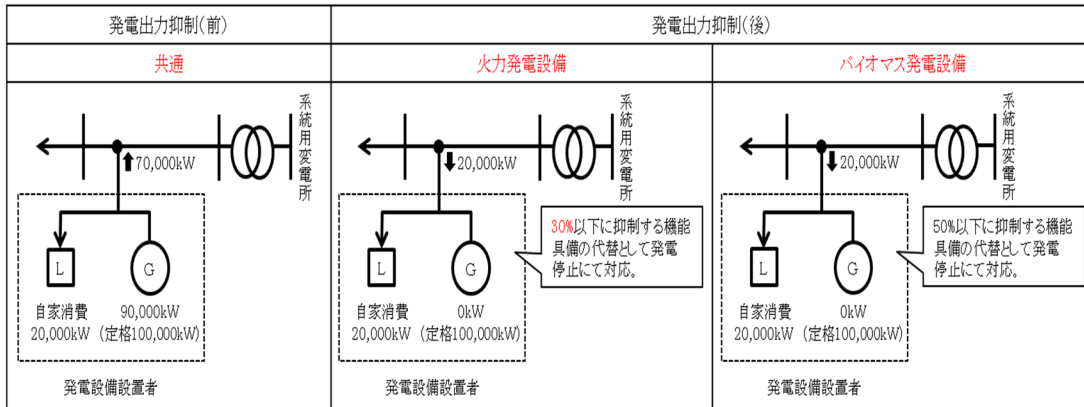 発電出力抑制(前)
発電出力抑制(後)
共通
火力発電設備
バイオマス発電設備
系統用変電所
70,000kW
L
G
自家消費
20,000kW
90,000kW
(定格100,000kW)
発電設備設置者
系統用変電所
20,000kW
30%以下に抑制する機能
具備の代替として発電
停止にて対応。
L
G
自家消費
20,000kW
0kW
(定格100,000kW)
発電設備設置者
系統用変電所
20,000kW
50%以下に抑制する機能
具備の代替として発電
停止にて対応。
L
G
自家消費
20,000kW
0kW
(定格100,000kW)
発電設備設置者